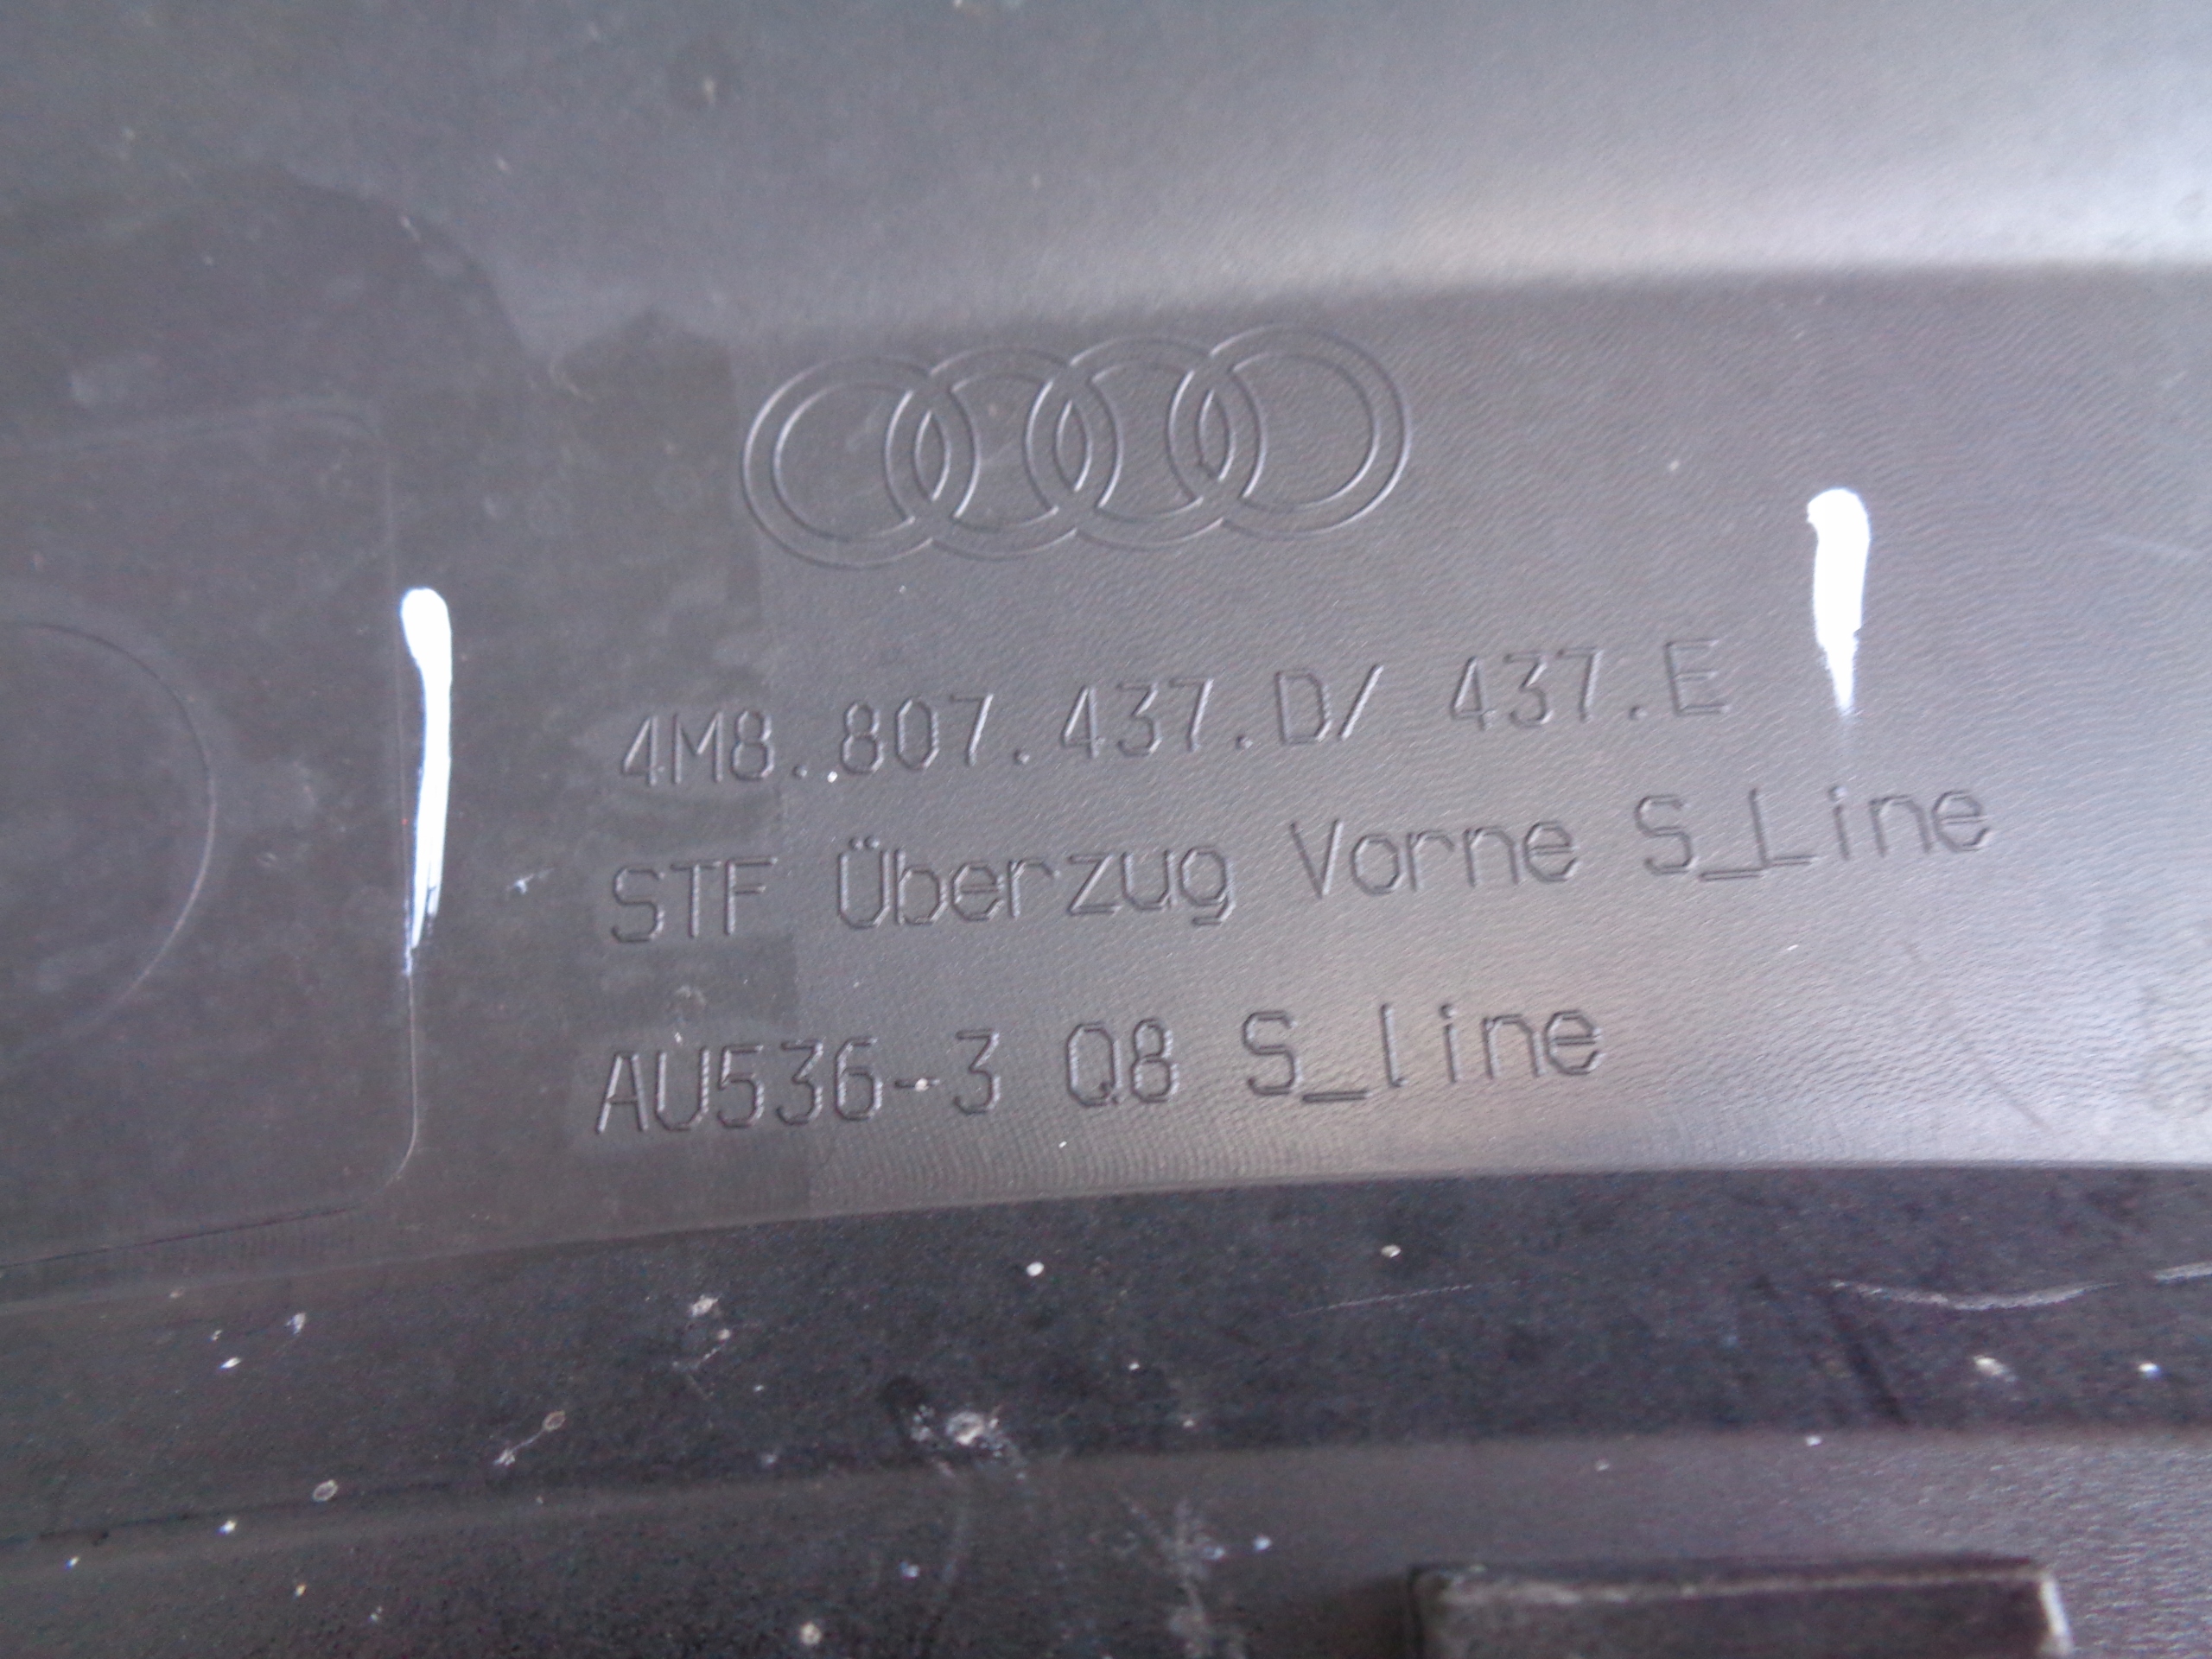 4M8.807.437.D/ 437.E
STF Überzug Vorne S_Line
AU536-3 Q8 S_line